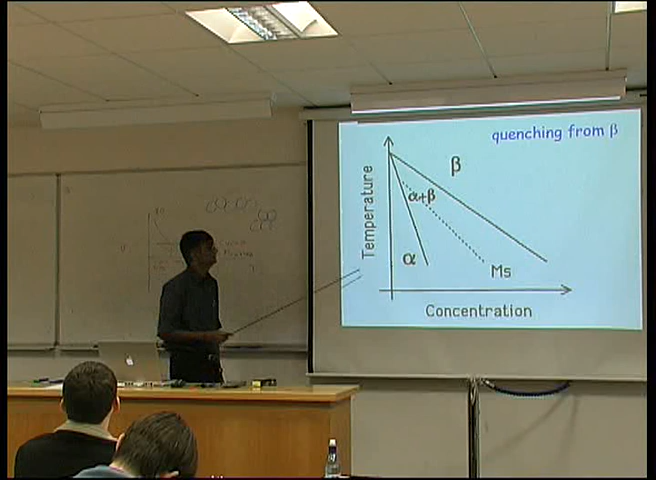 quenching from β
Temperature
β
α+β
α
Ms
Concentration